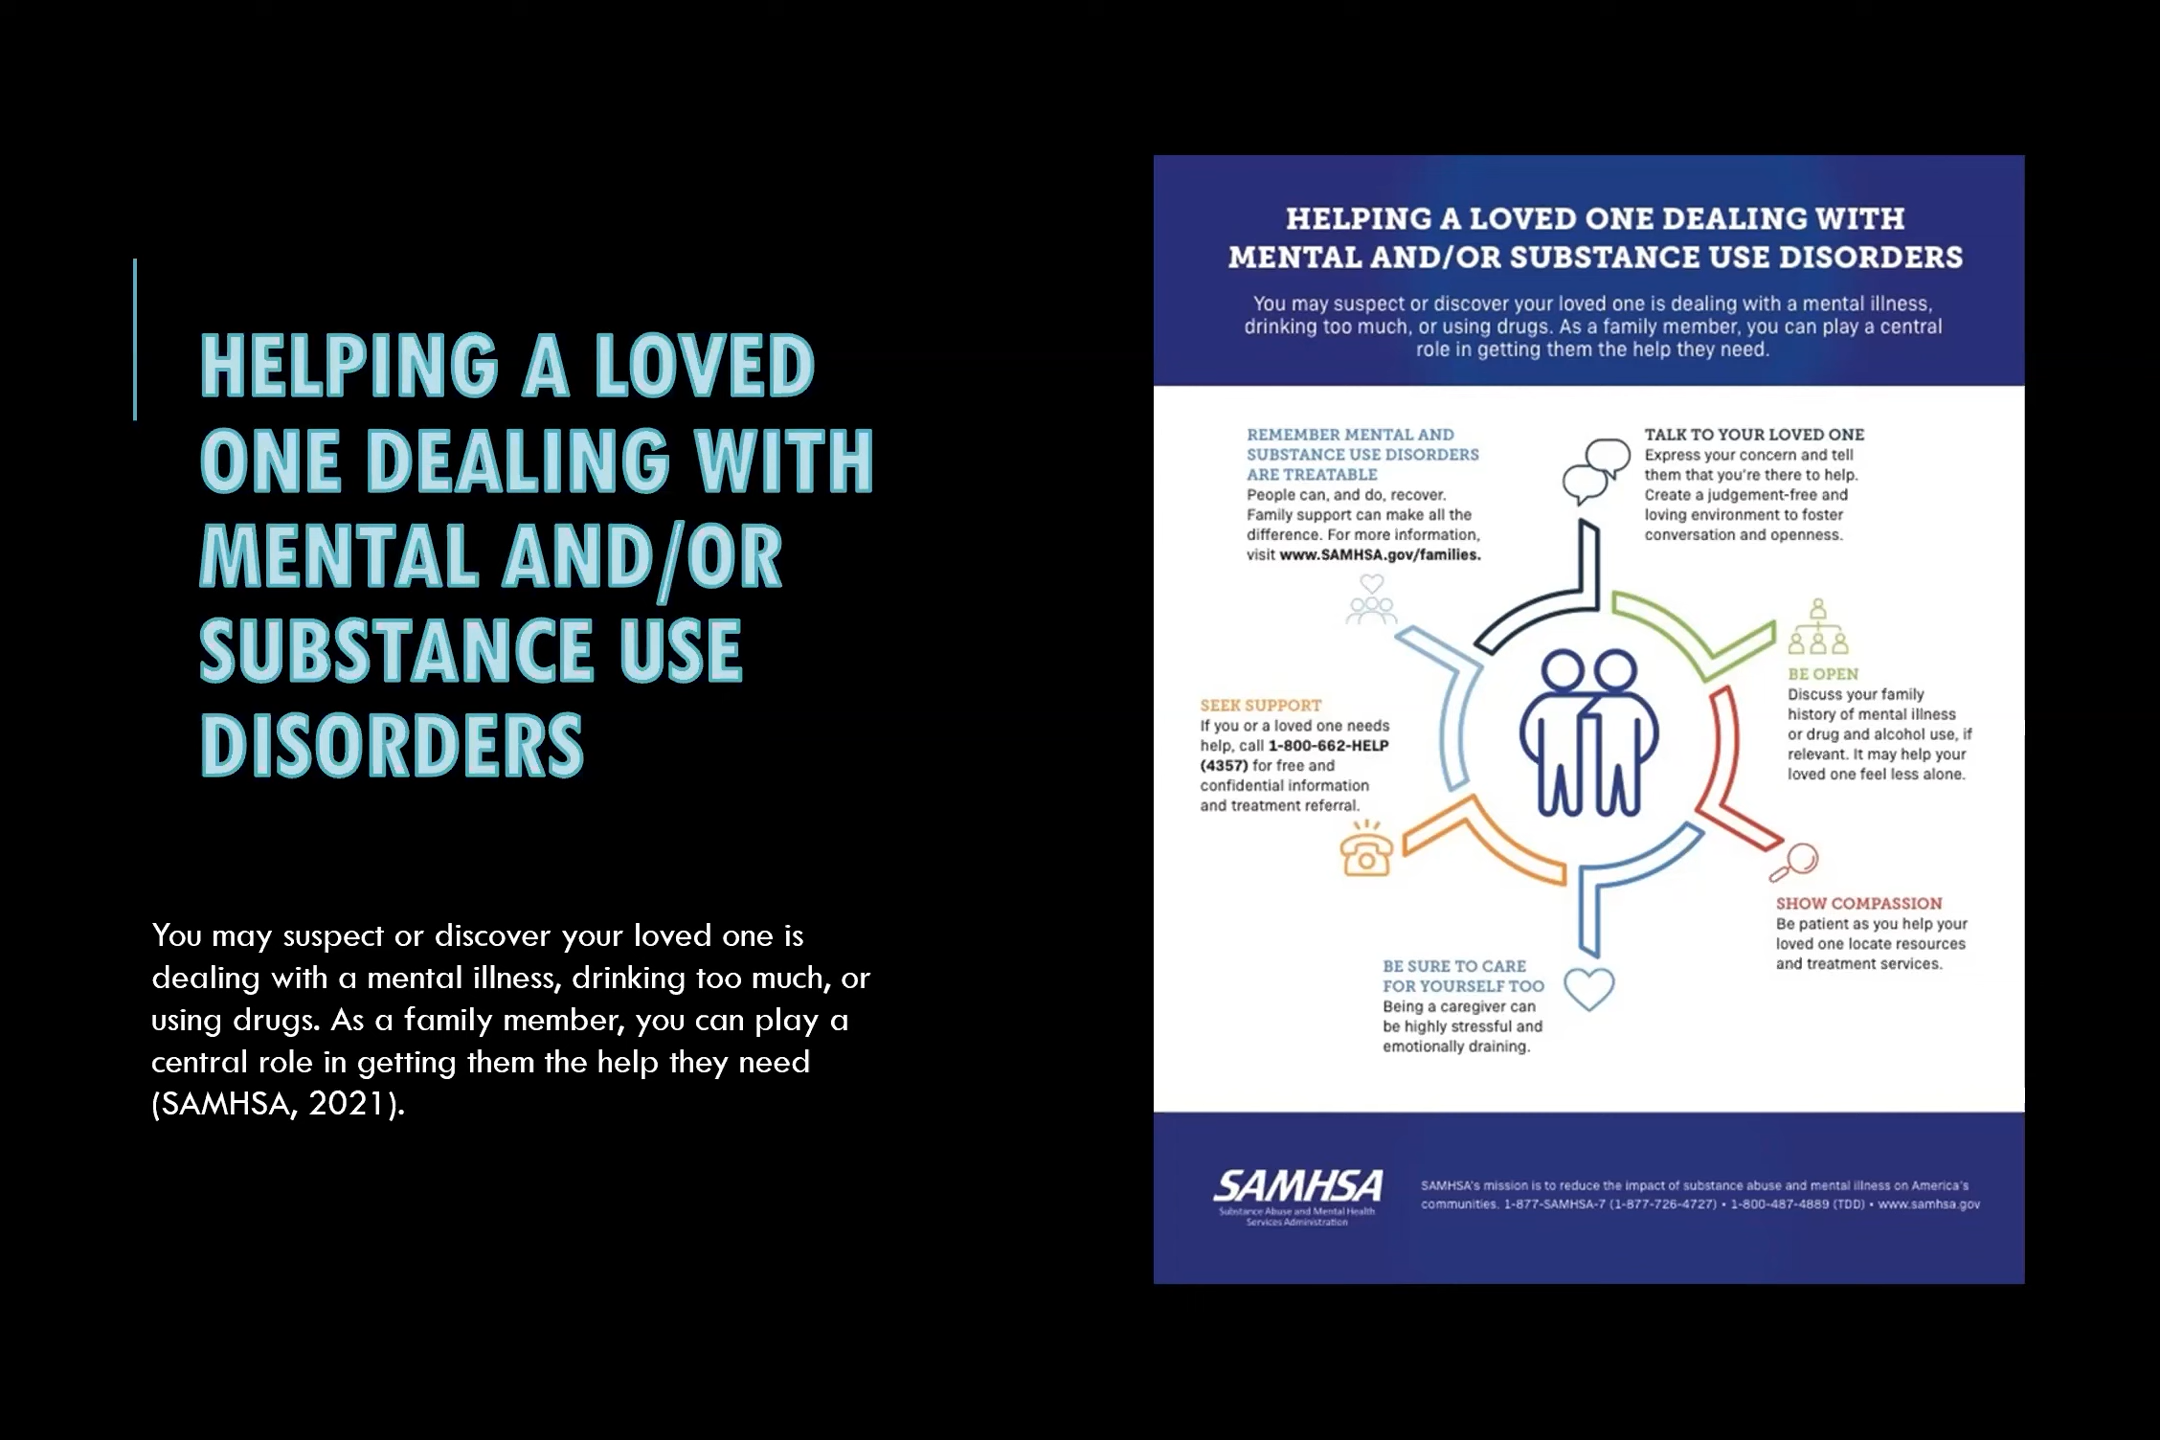 HELPING A LOVED
ONE DEALING WITH
MENTAL AND/OR
SUBSTANCE USE
DISORDERS
You may suspect or discover your loved one is
dealing with a mental illness, drinking too much, or
using drugs. As a family member, you can play a
central role in getting them the help they need
(SAMHSA, 2021).
HELPING A LOVED ONE DEALING WITH
MENTAL AND/OR SUBSTANCE USE DISORDERS
You may suspect or discover your loved one is dealing with a mental illness,
drinking too much, or using drugs. As a family member, you can play a central
role in getting them the help they need.
REMEMBER MENTAL AND
SUBSTANCE USE DISORDERS
ARE TREATABLE
People can, and do, recover.
Family support can make all the
difference. For more information,
visit www.SAMHSA.gov/families.
TALK TO YOUR LOVED ONE
Express your concern and tell
them that you're there to help.
Create a judgement-free and
loving environment to foster
conversation and openness.
BE OPEN
Discuss your family
history of mental illness
or drug and alcohol use, if
relevant. It may help your
loved one feel less alone.
SEEK SUPPORT
If you or a loved one needs
help, call 1-800-662-HELP
(4357) for free and
confidential information
and treatment referral.
SHOW COMPASSION
Be patient as you help your
loved one locate resources
and treatment services.
BE SURE TO CARE
FOR YOURSELF TOO
Being a caregiver can
be highly stressful and
emotionally draining.
SAMHSA
Substance Abuse and Mental Health
Services Administration
SAMHSA's mission is to reduce the impact of substance abuse and mental illness on America's
communities. 1-877-SAMHSA-7 (1-877-726-4727) • 1-800-487-4889 (TDD) • www.samhsa.gov